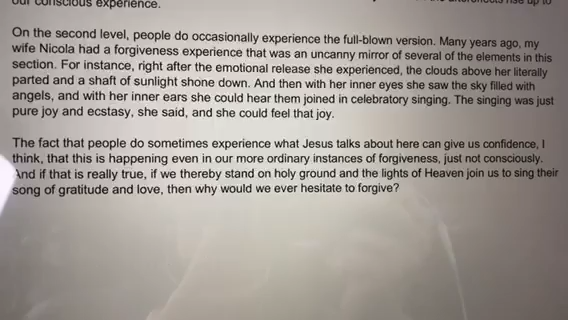 our conscious experience.
On the second level, people do occasionally experience the full-blown version. Many years ago, my
wife Nicola had a forgiveness experience that was an uncanny mirror of several of the elements in this
section. For instance, right after the emotional release she experienced, the clouds above her literally
parted and a shaft of sunlight shone down. And then with her inner eyes she saw the sky filled with
angels, and with her inner ears she could hear them joined in celebratory singing. The singing was just
pure joy and ecstasy, she said, and she could feel that joy.
The fact that people do sometimes experience what Jesus talks about here can give us confidence, I
think, that this is happening even in our more ordinary instances of forgiveness, just not consciously.
And if that is really true, if we thereby stand on holy ground and the lights of Heaven join us to sing their
song of gratitude and love, then why would we ever hesitate to forgive?